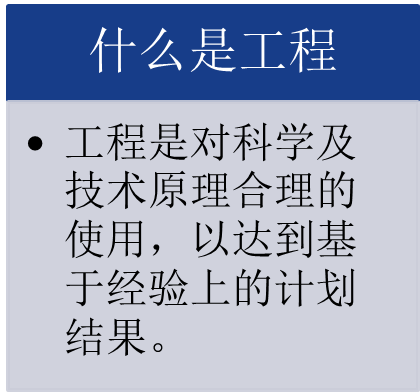 什么是工程
• 工程是对科学及
技术原理合理的
使用，以达到基
于经验上的计划
结果。